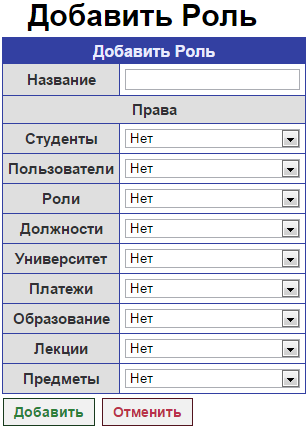 Добавить Роль
Добавить Роль
Название
Права
Студенты Нет
Пользователи Нет
Роли Нет
Должности Нет
Университет Нет
Платежи Нет
Образование Нет
Лекции Нет
Предметы Нет
Добавить Отменить